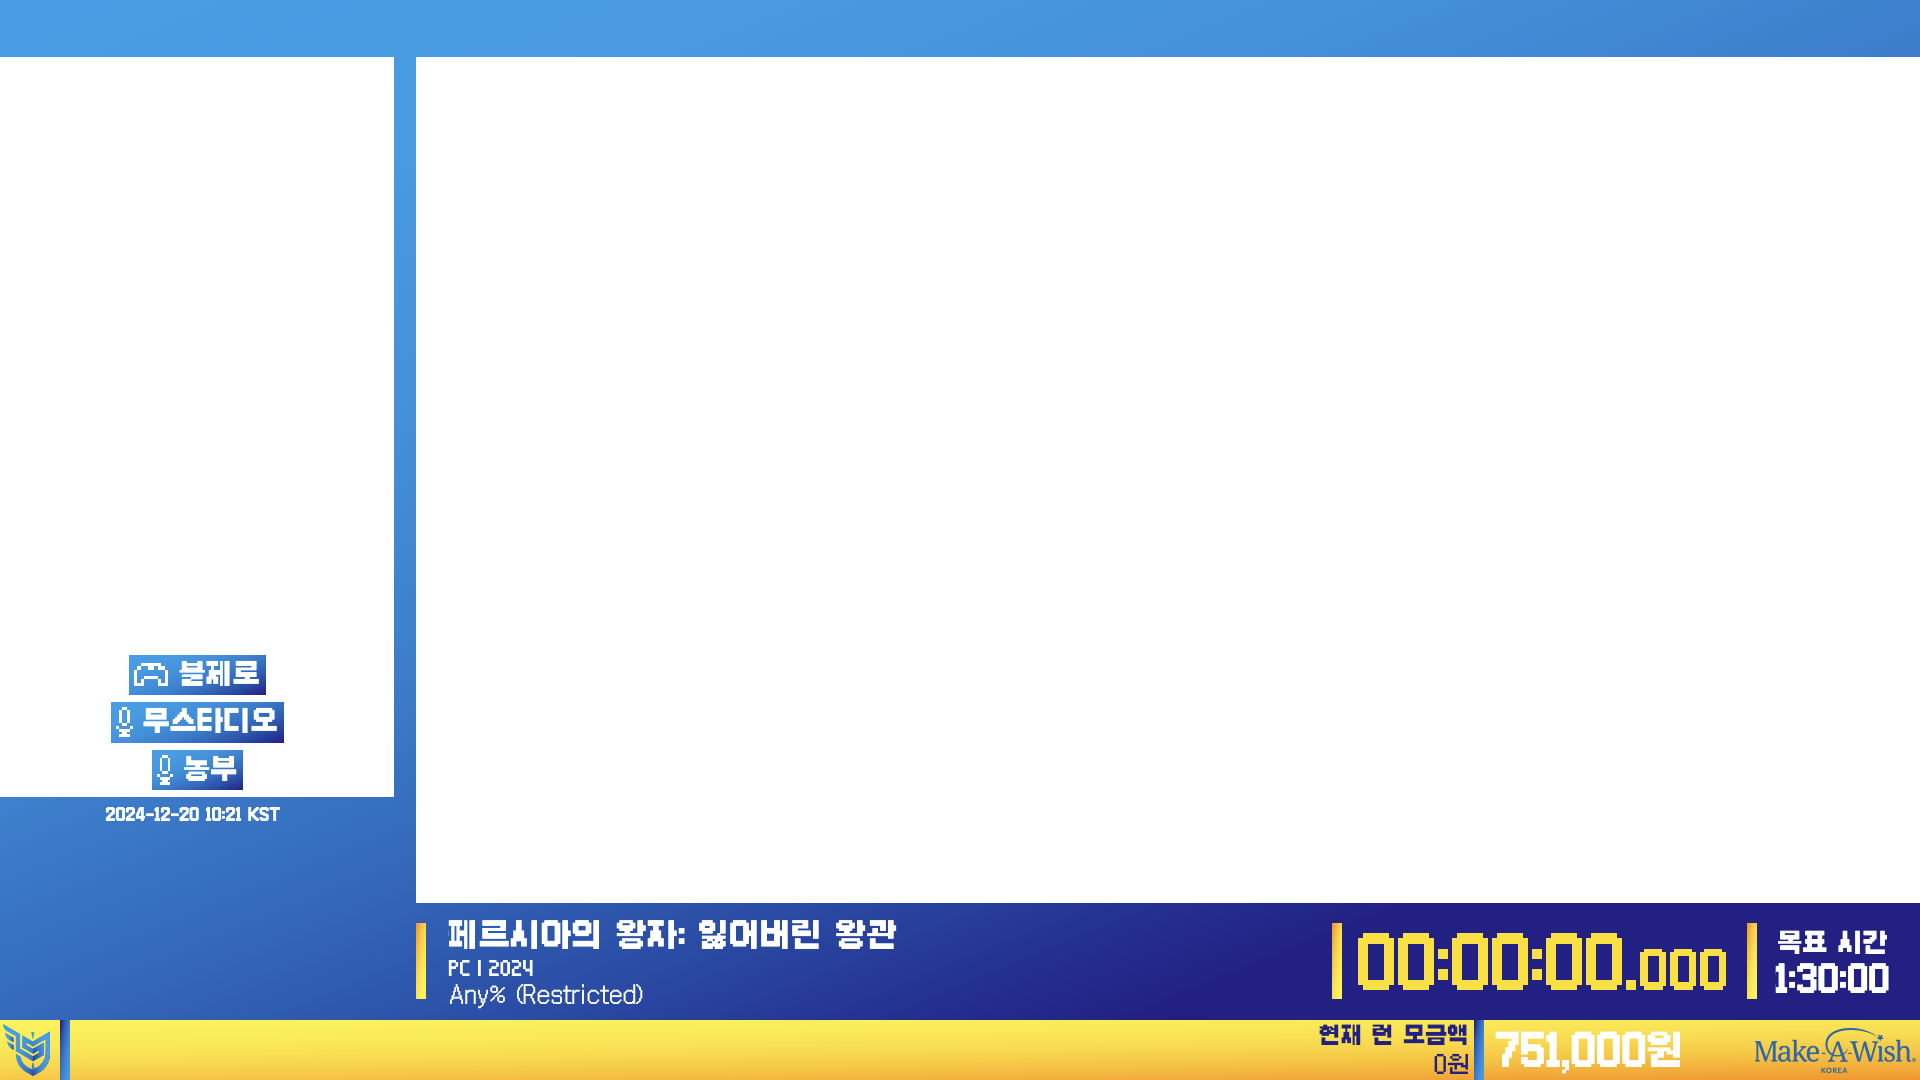 불제로
무스타디오
농부
2024-12-20 10:21 KST
페르시아의 왕자: 잃어버린 왕관
PC | 2024
Any% (Restricted)
00:00:00.000
목표 시간
1:30:00
현재 런 모금액
0원
751,000원
Make-A-Wish.
KOREA